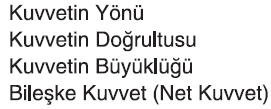 Kuvvetin Yönü
Kuvvetin Doğrultusu
Kuvvetin Büyüklüğü
Bileşke Kuvvet (Net Kuvvet)